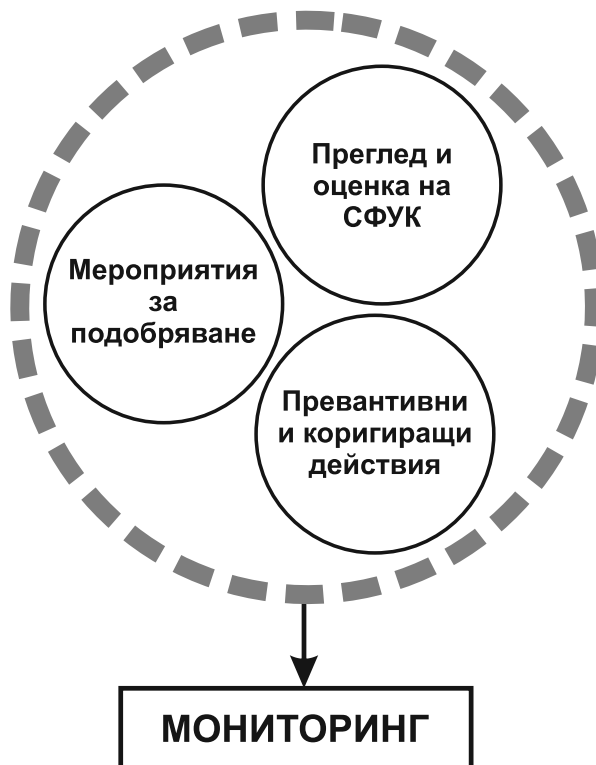 Преглед и
оценка на
СФУК
Мероприятия
за
подобряване
Превантивни
и коригиращи
действия
МОНИТОРИНГ